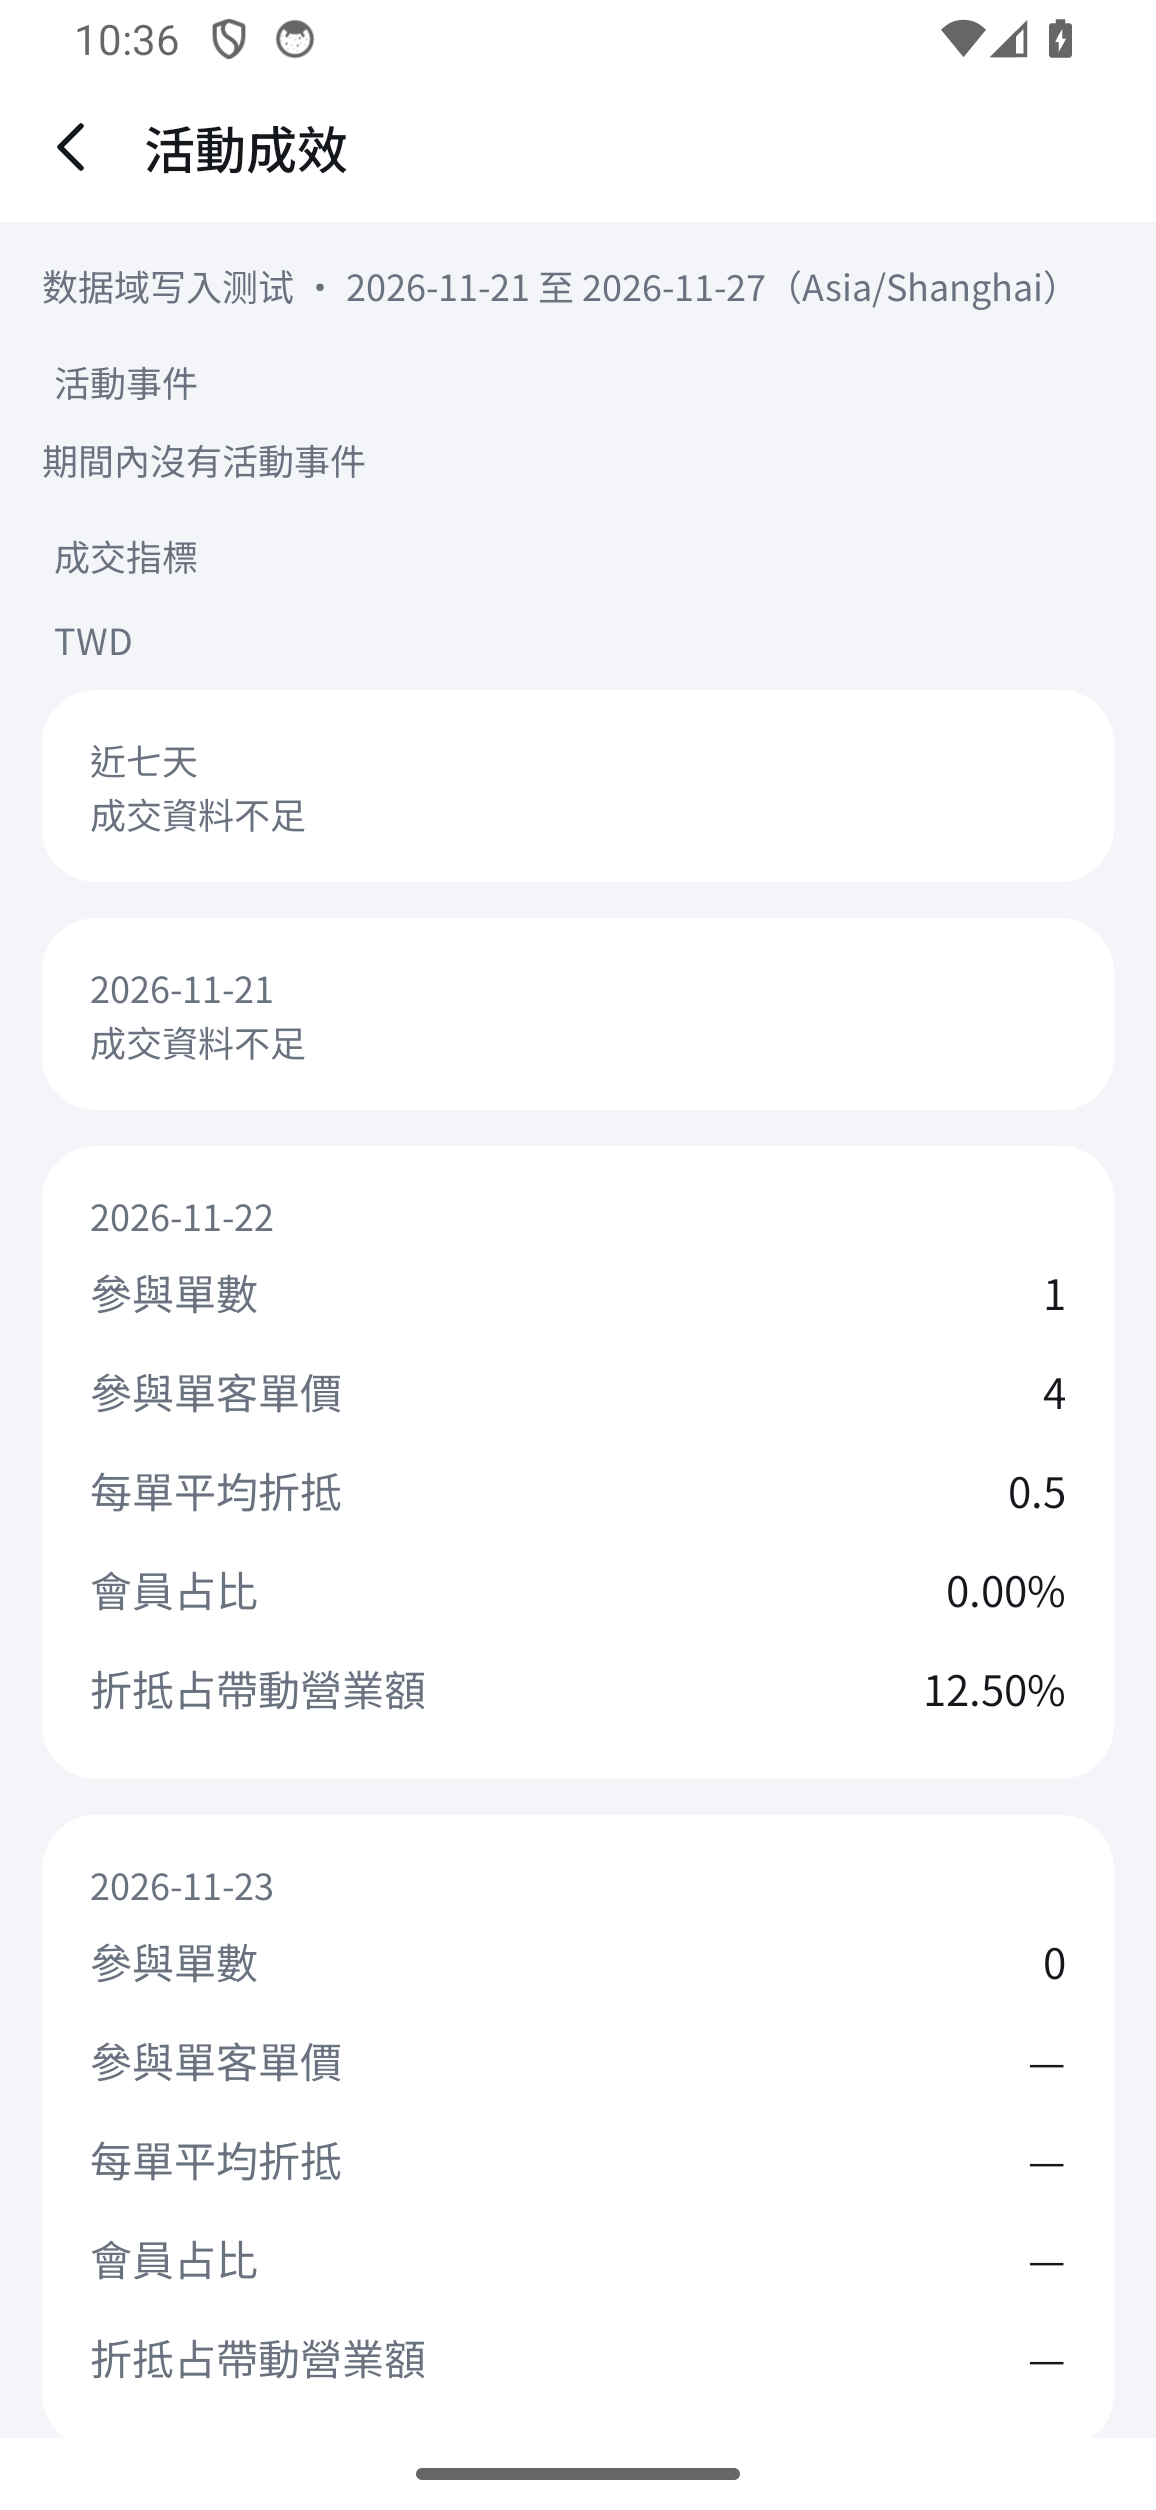 10:36
活動成效
数据域写入测试 · 2026-11-21 至 2026-11-27（Asia/Shanghai）
活動事件
期間內沒有活動事件
成交指標
TWD
近七天
成交資料不足
2026-11-21
成交資料不足
2026-11-22
參與單數 1
參與單客單價 4
每單平均折抵 0.5
會員占比 0.00%
折抵占帶動營業額 12.50%
2026-11-23
參與單數 0
參與單客單價 —
每單平均折抵 —
會員占比 —
折抵占帶動營業額 —